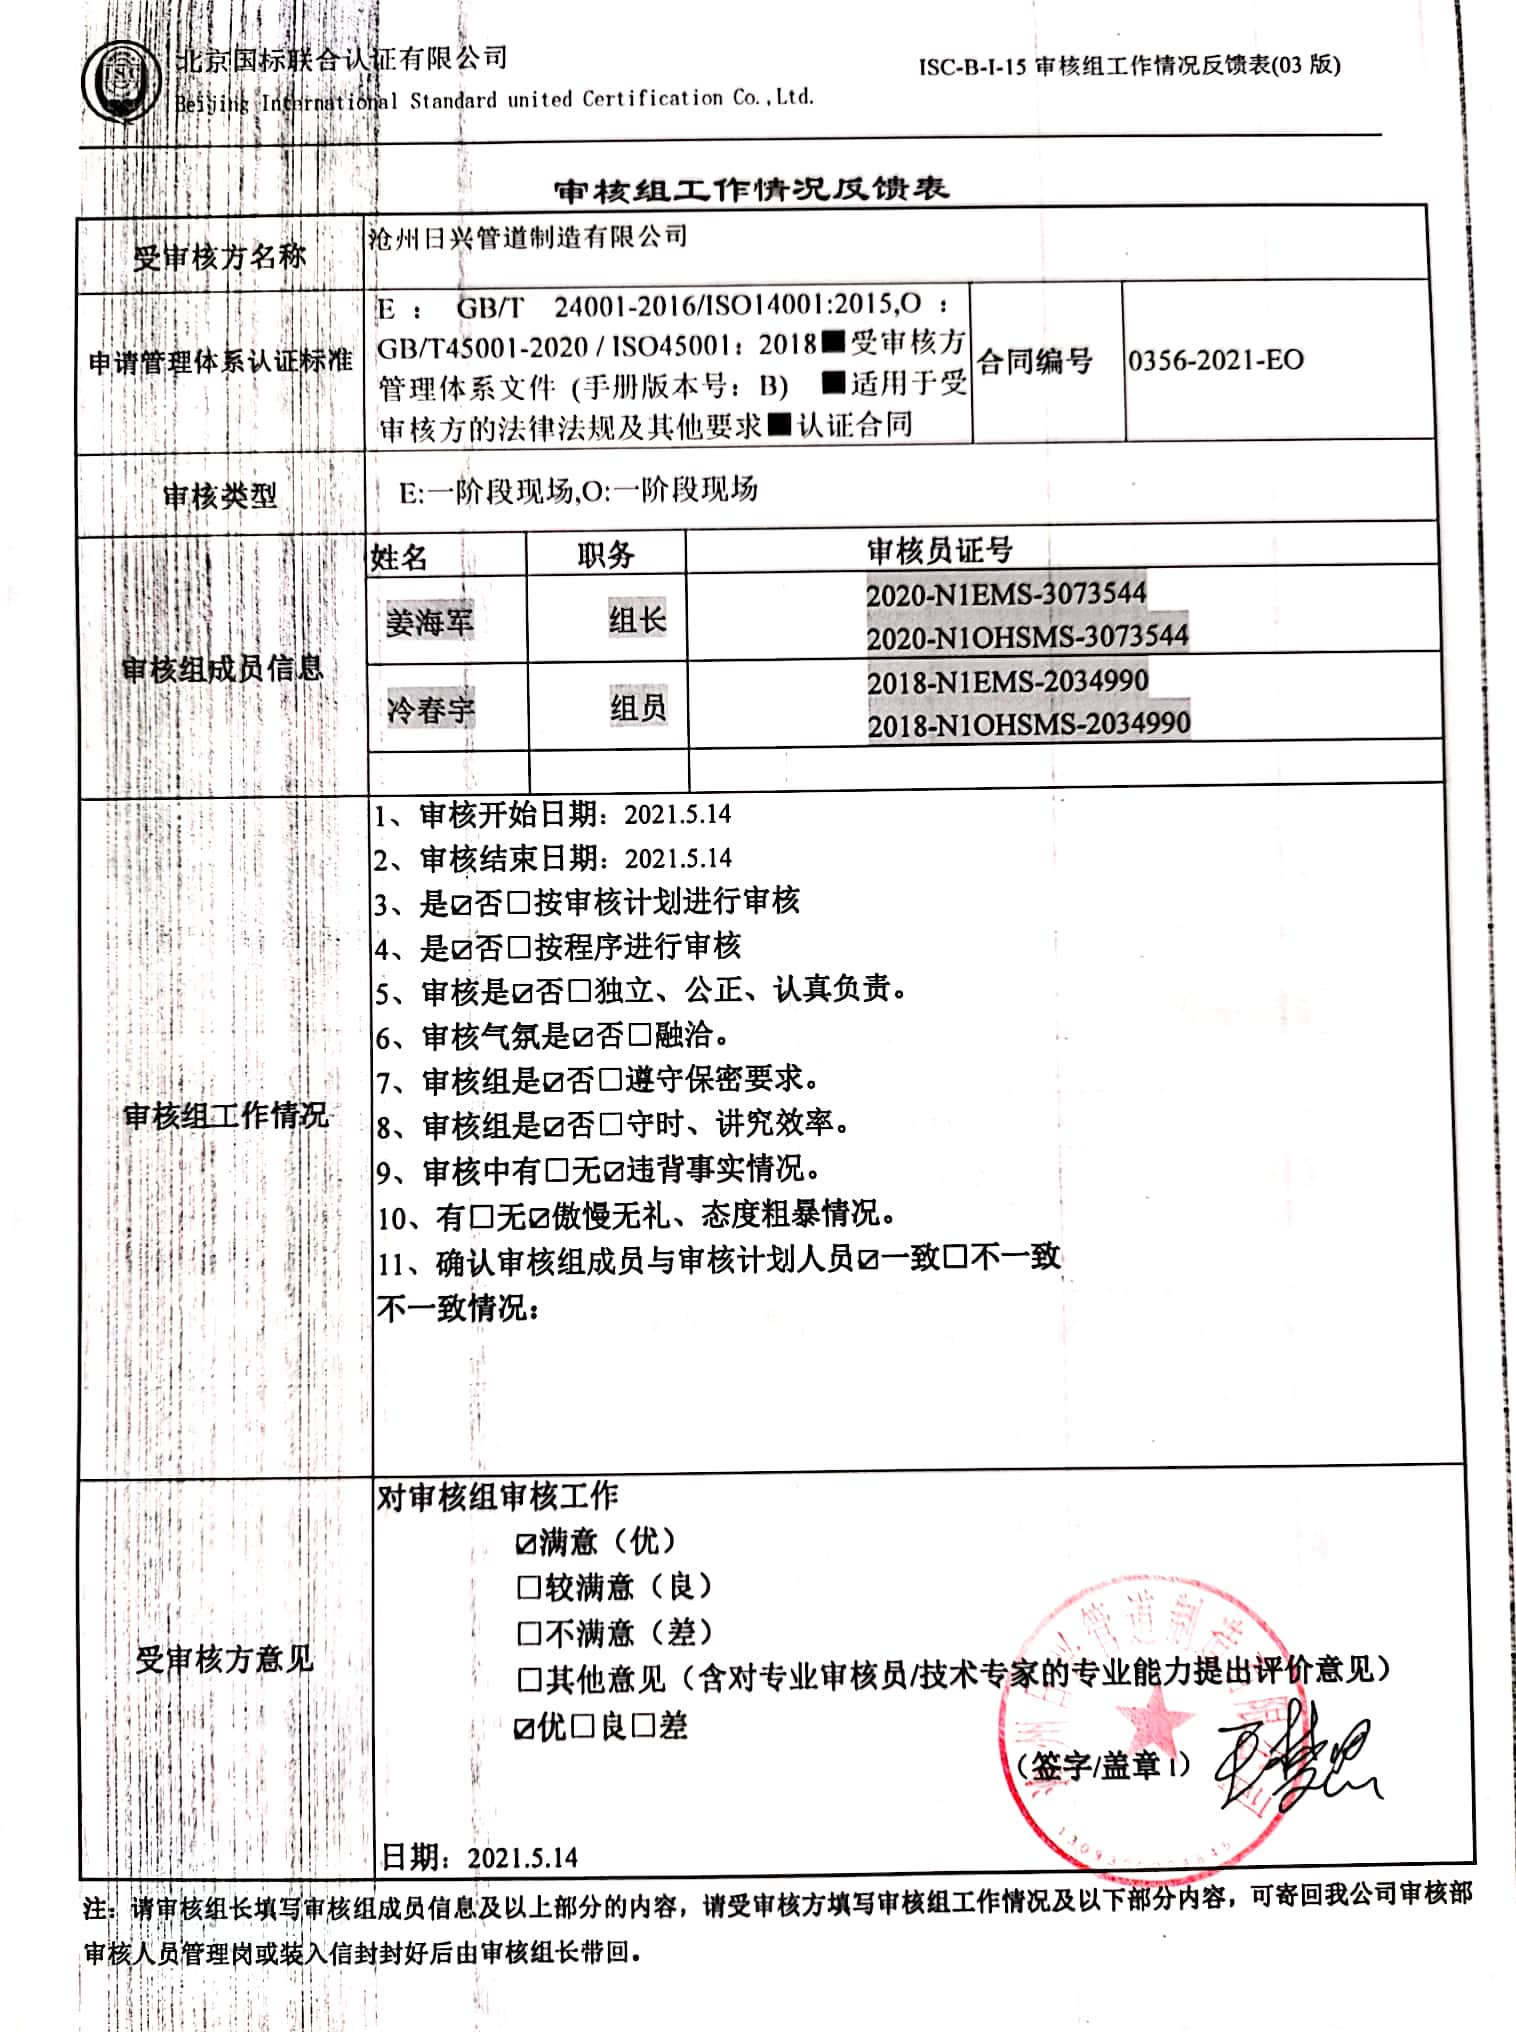 北京国标联合认证有限公司
ISC-B-I-15 审核组工作情况反馈表(03 版)
Beijing International Standard united Certification Co.,Ltd.
审核组工作情况反馈表
受审核方名称
沧州日兴管道制造有限公司
申请管理体系认证标准
E ： GB/T 24001-2016/ISO14001:2015,O ：
GB/T45001-2020 / ISO45001：2018■受审核方
管理体系文件 (手册版本号：B) ■适用于受
审核方的法律法规及其他要求■认证合同
合同编号
0356-2021-EO
审核类型
E:一阶段现场,O:一阶段现场
审核组成员信息
姓名 职务 审核员证号
姜海军 组长 2020-N1EMS-3073544
2020-N1OHSMS-3073544
冷春宇 组员 2018-N1EMS-2034990
2018-N1OHSMS-2034990
审核组工作情况
1、审核开始日期：2021.5.14
2、审核结束日期：2021.5.14
3、是☑否□按审核计划进行审核
4、是☑否□按程序进行审核
5、审核是☑否□独立、公正、认真负责。
6、审核气氛是☑否□融洽。
7、审核组是☑否□遵守保密要求。
8、审核组是☑否□守时、讲究效率。
9、审核中有□无☑违背事实情况。
10、有□无☑傲慢无礼、态度粗暴情况。
11、确认审核组成员与审核计划人员☑一致□不一致
不一致情况：
受审核方意见
对审核组审核工作
☑满意（优）
□较满意（良）
□不满意（差）
□其他意见（含对专业审核员/技术专家的专业能力提出评价意见）
☑优□良□差
（签字/盖章）
沧州日兴管道制造有限公司
日期：2021.5.14
注：请审核组长填写审核组成员信息及以上部分的内容，请受审核方填写审核组工作情况及以下部分内容，可寄回我公司审核部
审核人员管理岗或装入信封封好后由审核组长带回。